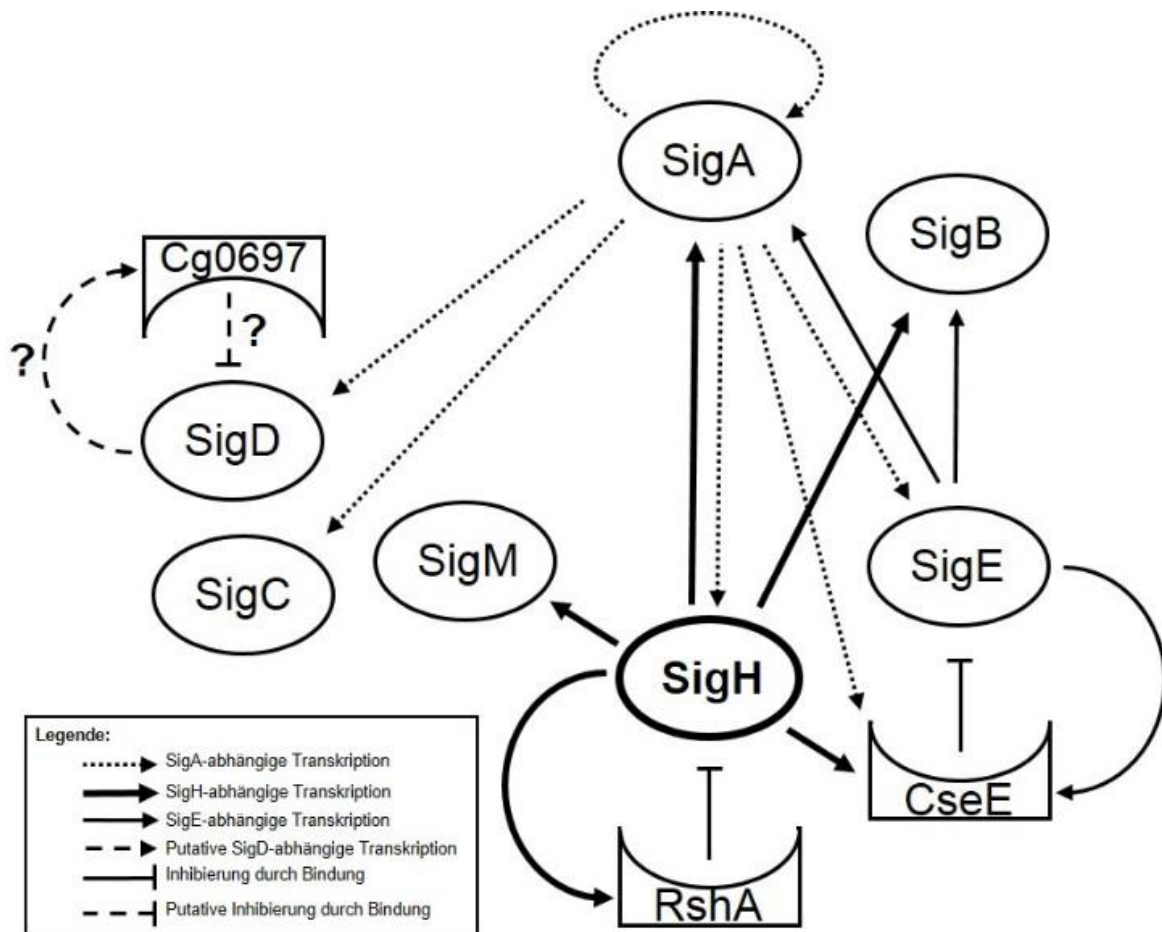 SigA
SigB
Cg0697
?
?
SigD
SigM
SigE
SigC
SigH
CseE
RshA
Legende:
SigA-abhängige Transkription
SigH-abhängige Transkription
SigE-abhängige Transkription
Putative SigD-abhängige Transkription
Inhibierung durch Bindung
Putative Inhibierung durch Bindung